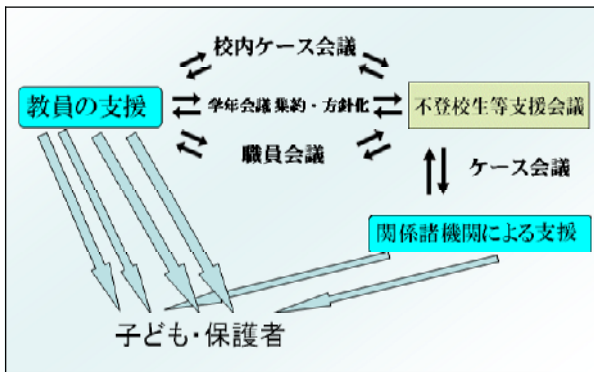 校内ケース会議
教員の支援
学年会議 集約・方針化
不登校生等支援会議
職員会議
ケース会議
関係諸機関による支援
子ども・保護者